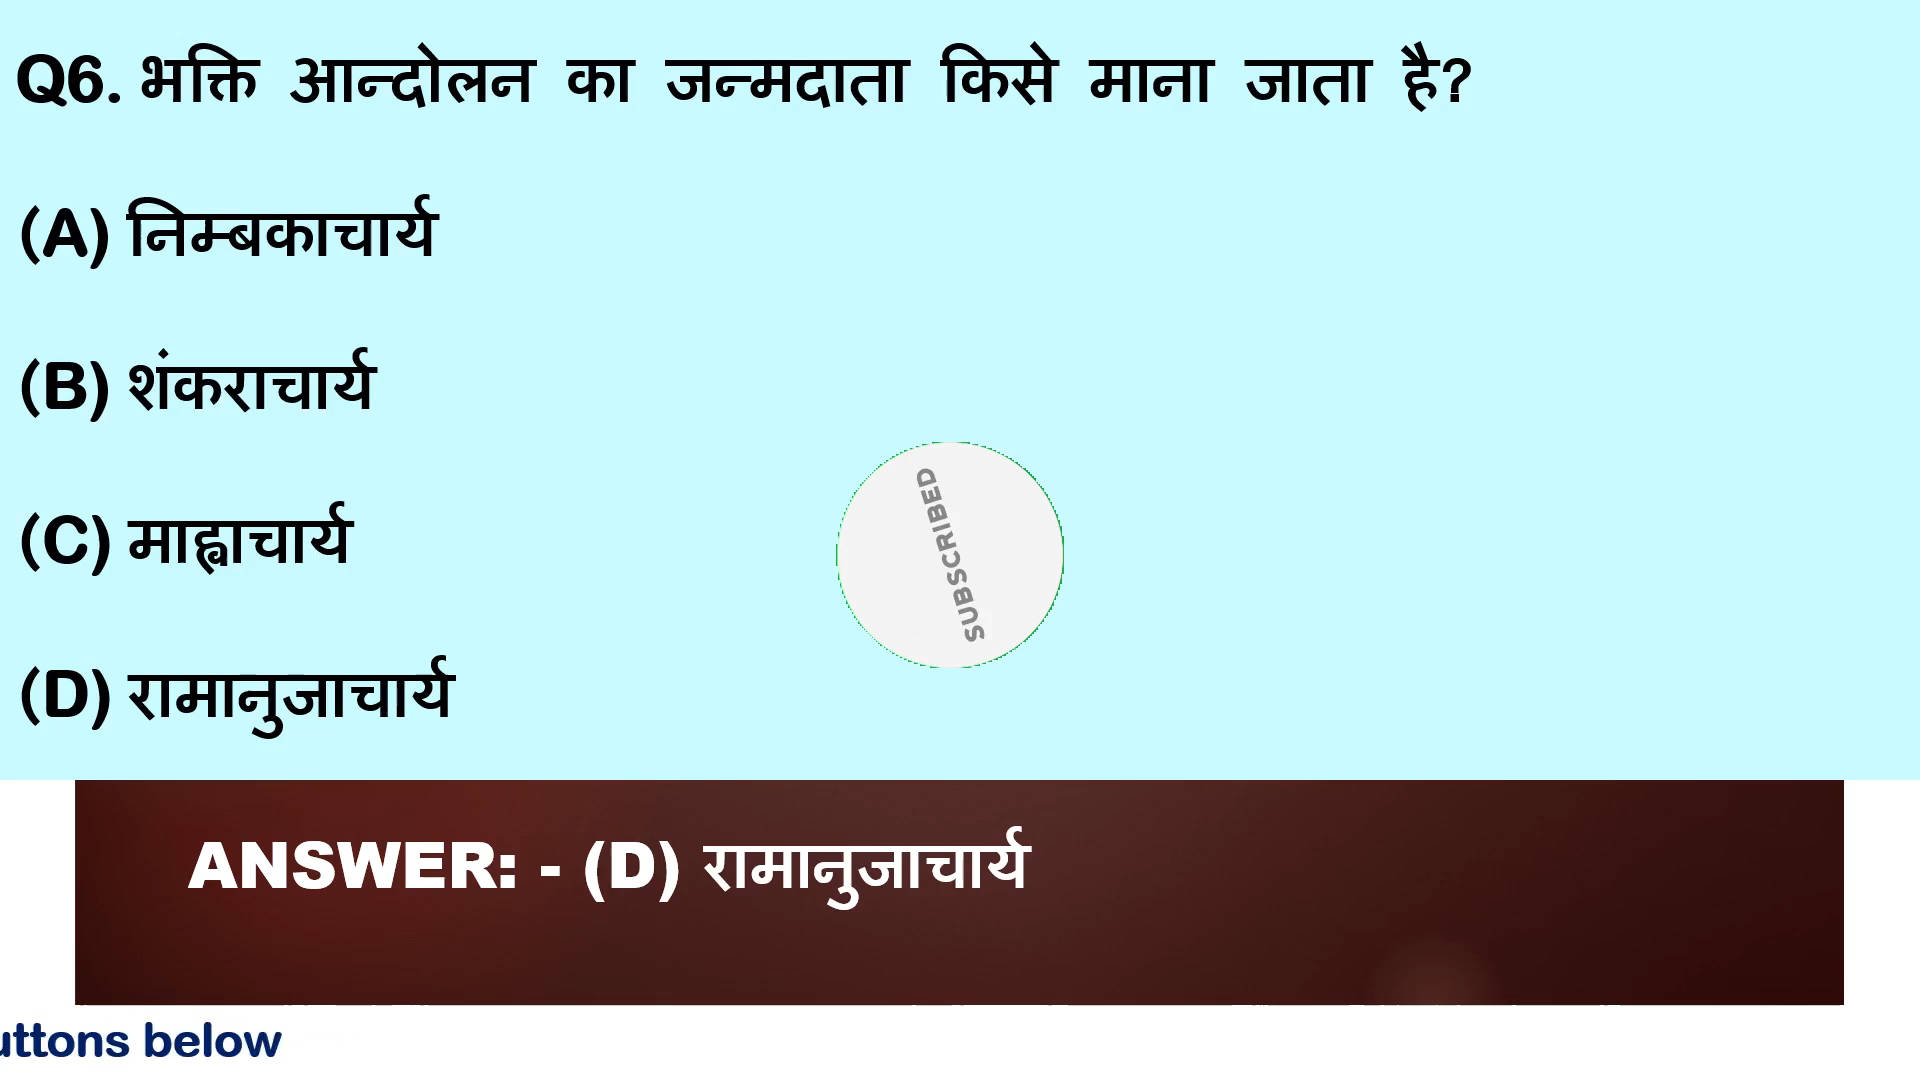 Q6. भक्ति आन्दोलन का जन्मदाता किसे माना जाता है?
(A) निम्बकाचार्य
(B) शंकराचार्य
(C) माह्वाचार्य
(D) रामानुजाचार्य
SUBSCRIBED
ANSWER: - (D) रामानुजाचार्य
uttons below